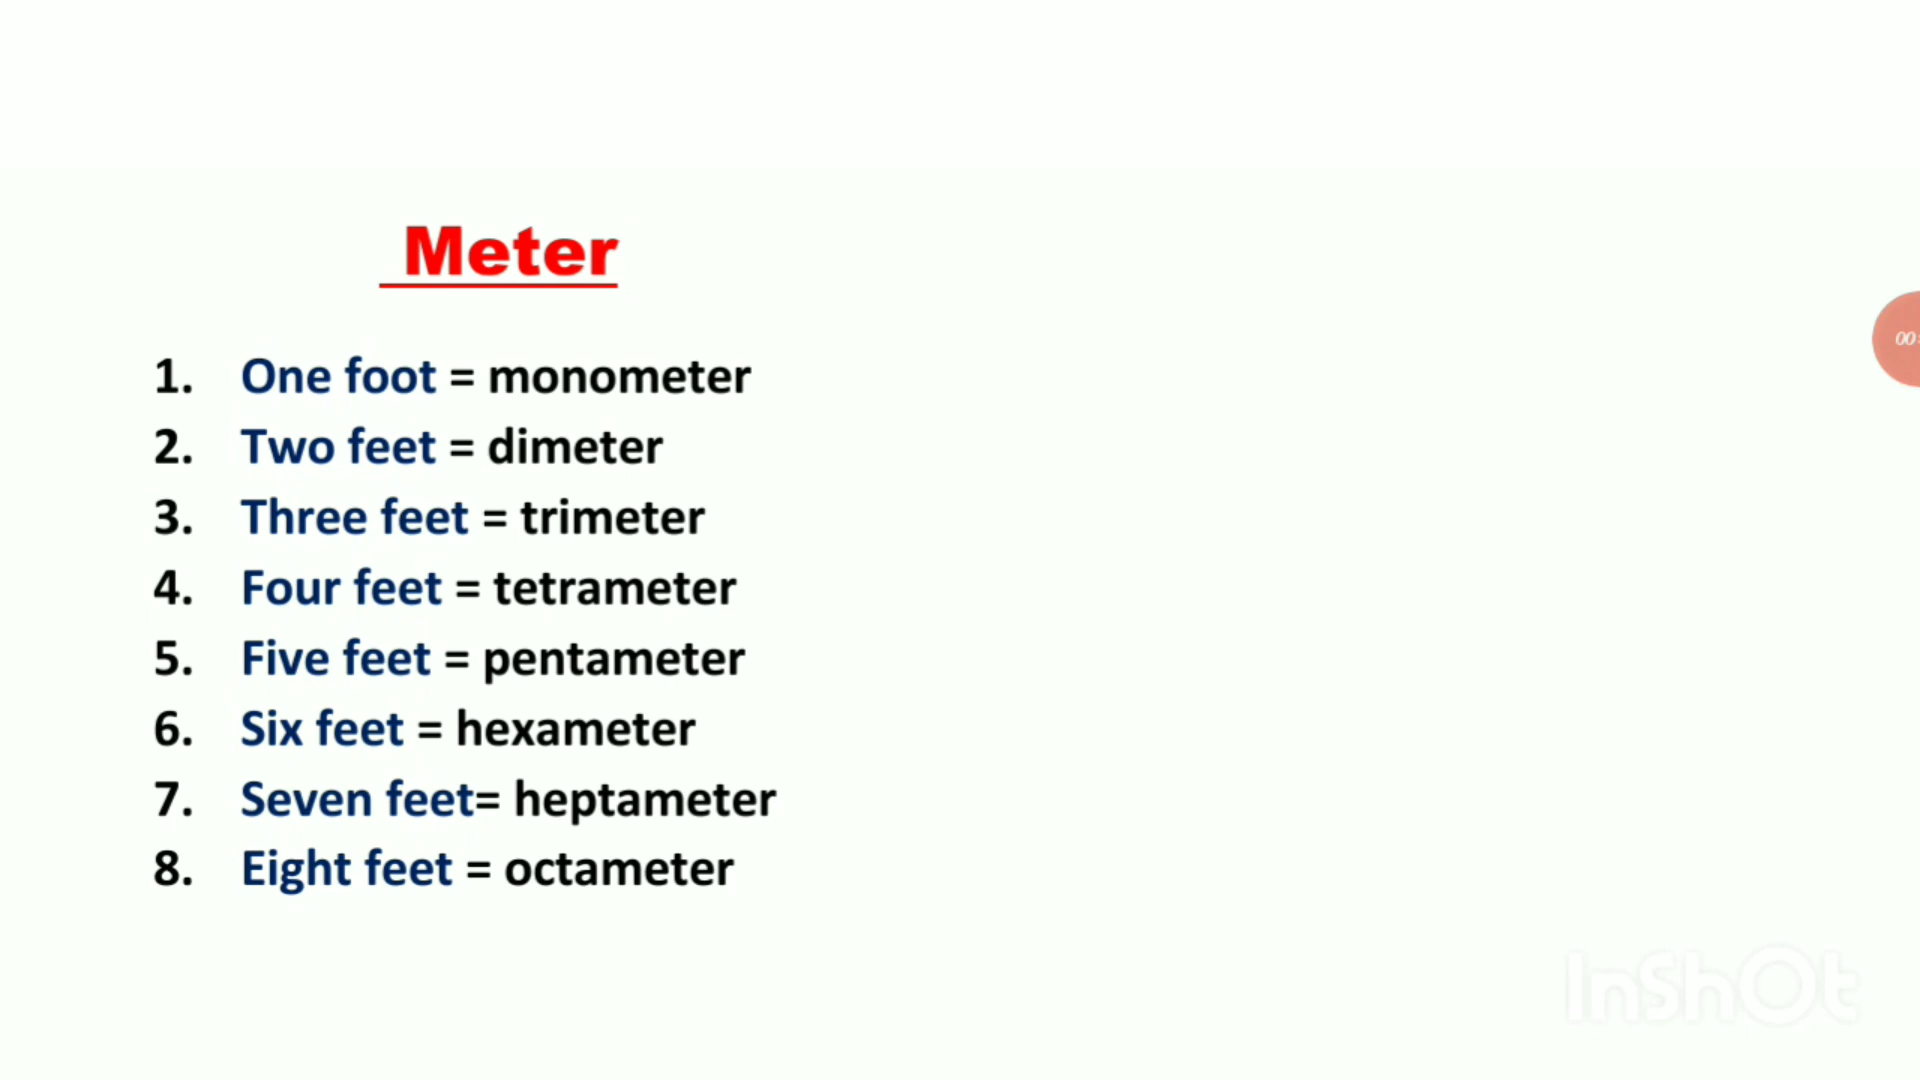 Meter
1. One foot = monometer
2. Two feet = dimeter
3. Three feet = trimeter
4. Four feet = tetrameter
5. Five feet = pentameter
6. Six feet = hexameter
7. Seven feet= heptameter
8. Eight feet = octameter
00:
InShOt